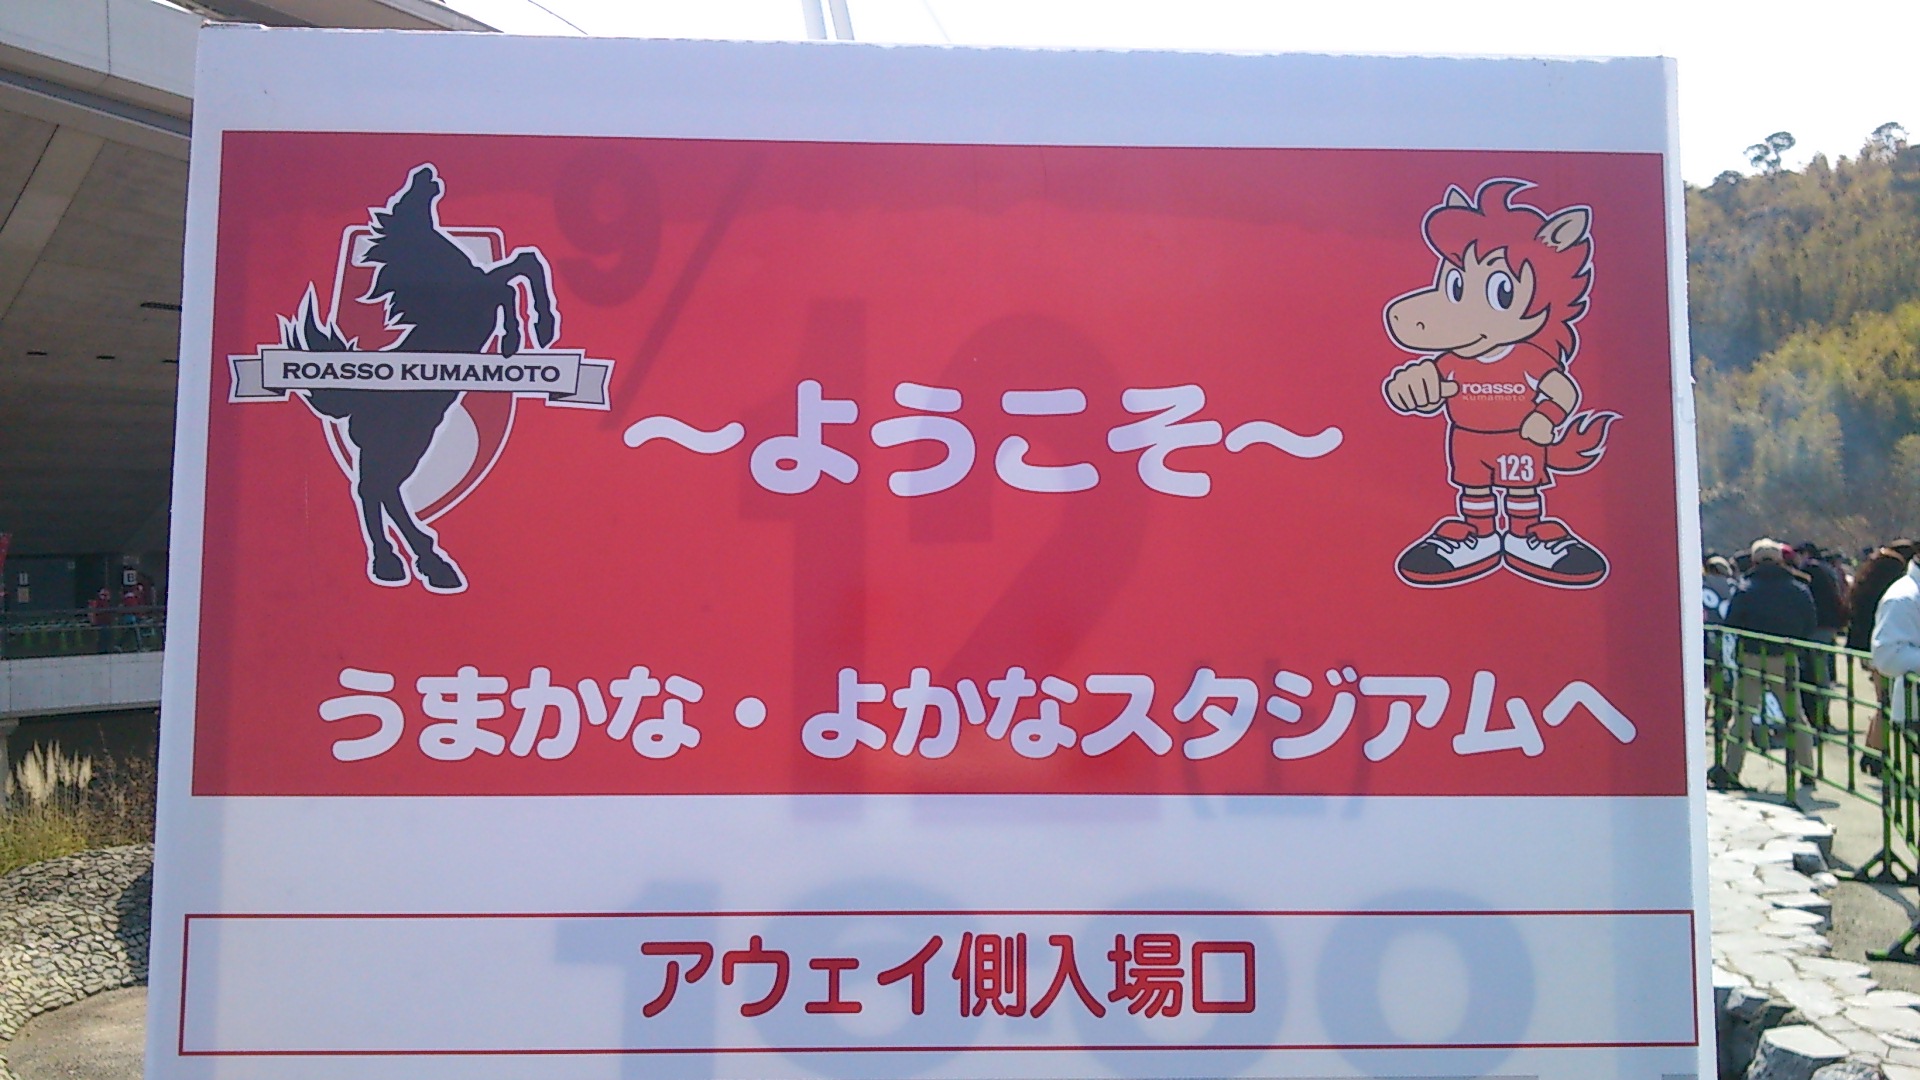 ROASSO KUMAMOTO
～ようこそ～
roasso
kumamoto
123
うまかな・よかなスタジアムへ
アウェイ側入場口